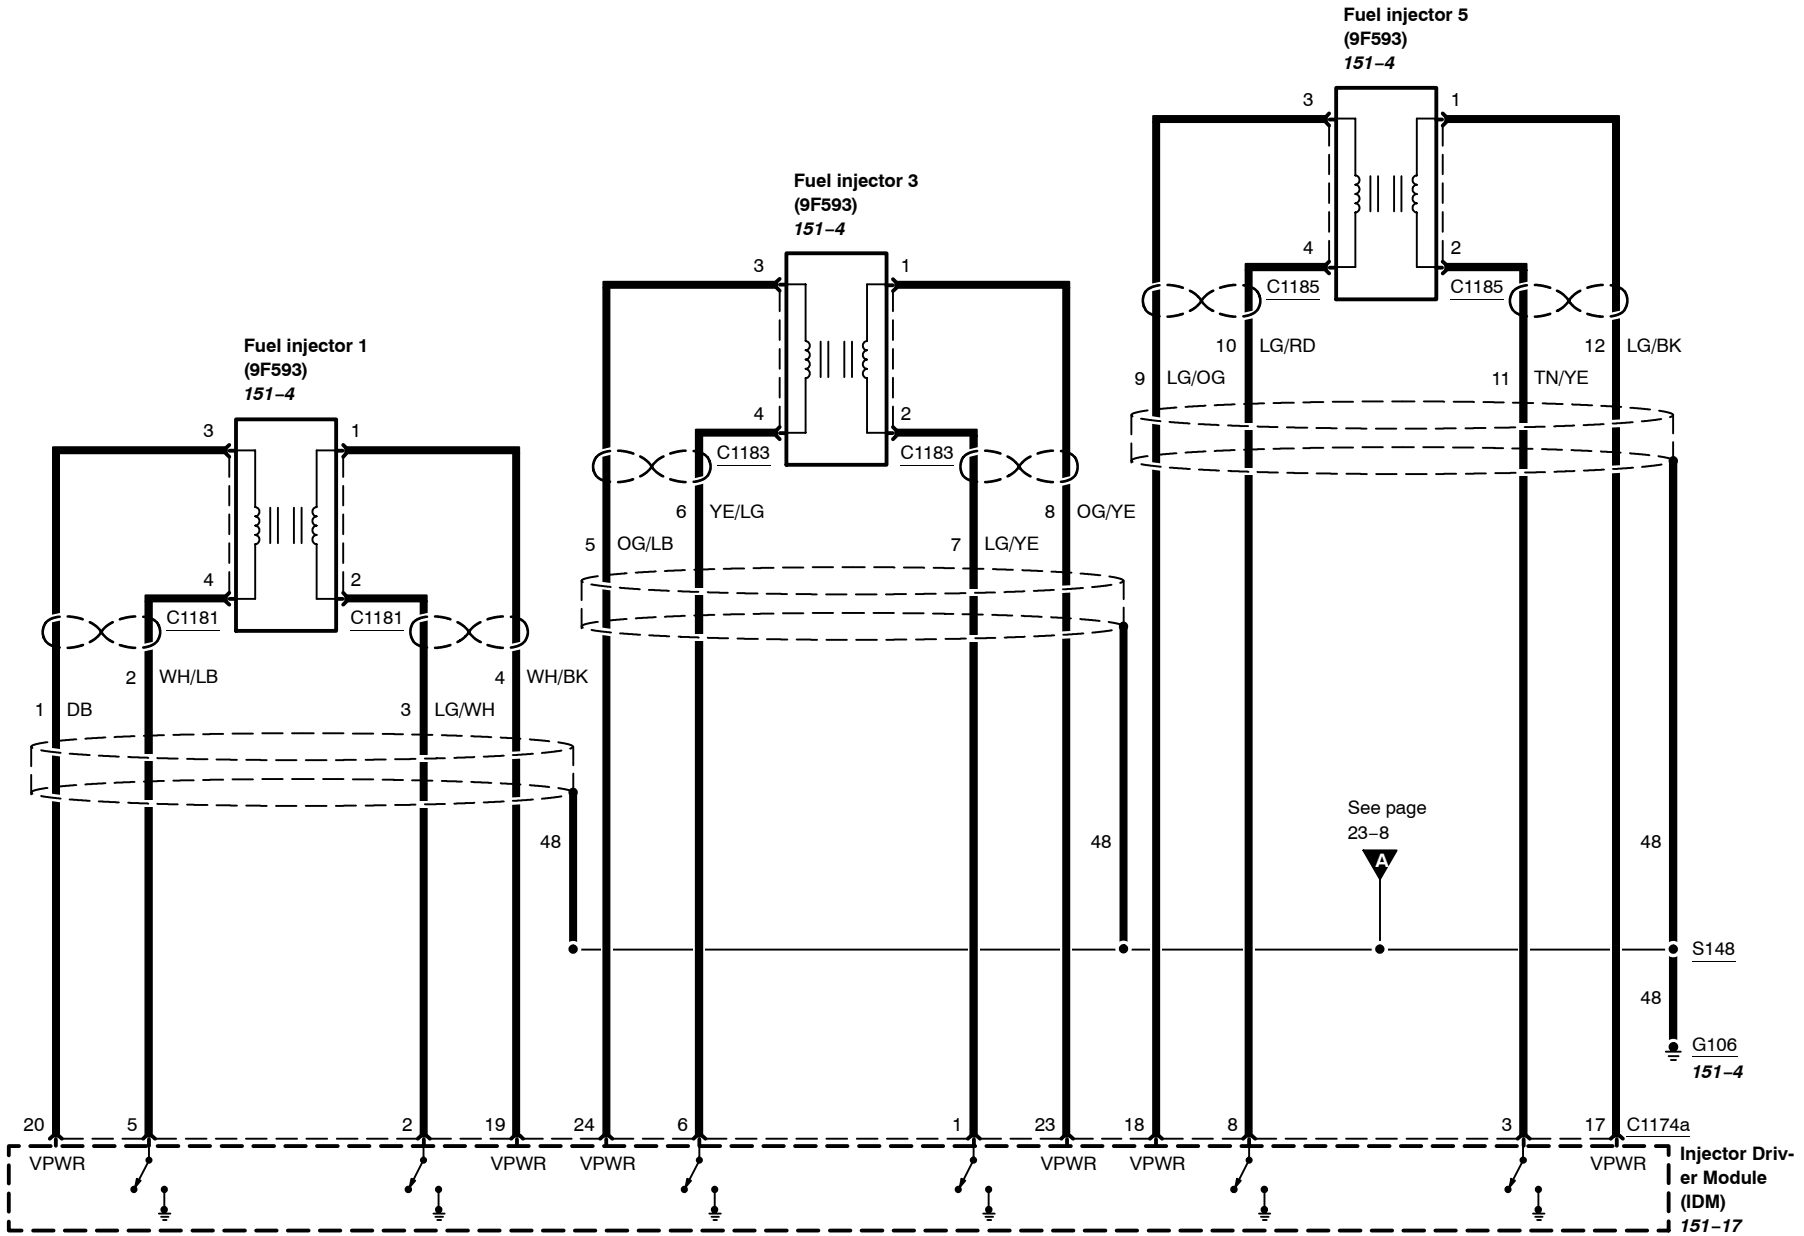 Fuel injector 5
(9F593)
151–4
3 1
4 2
C1185 C1185
10 LG/RD 12 LG/BK
9 LG/OG 11 TN/YE
Fuel injector 3
(9F593)
151–4
3 1
4 2
C1183 C1183
6 YE/LG 8 OG/YE
5 OG/LB 7 LG/YE
Fuel injector 1
(9F593)
151–4
3 1
4 2
C1181 C1181
2 WH/LB 4 WH/BK
1 DB 3 LG/WH
See page
23–8
A
48 48 48
S148
48
G106
151–4
20 5 2 19 24 6 1 23 18 8 3 17 C1174a
VPWR VPWR VPWR VPWR VPWR VPWR
Injector Driv-
er Module
(IDM)
151–17